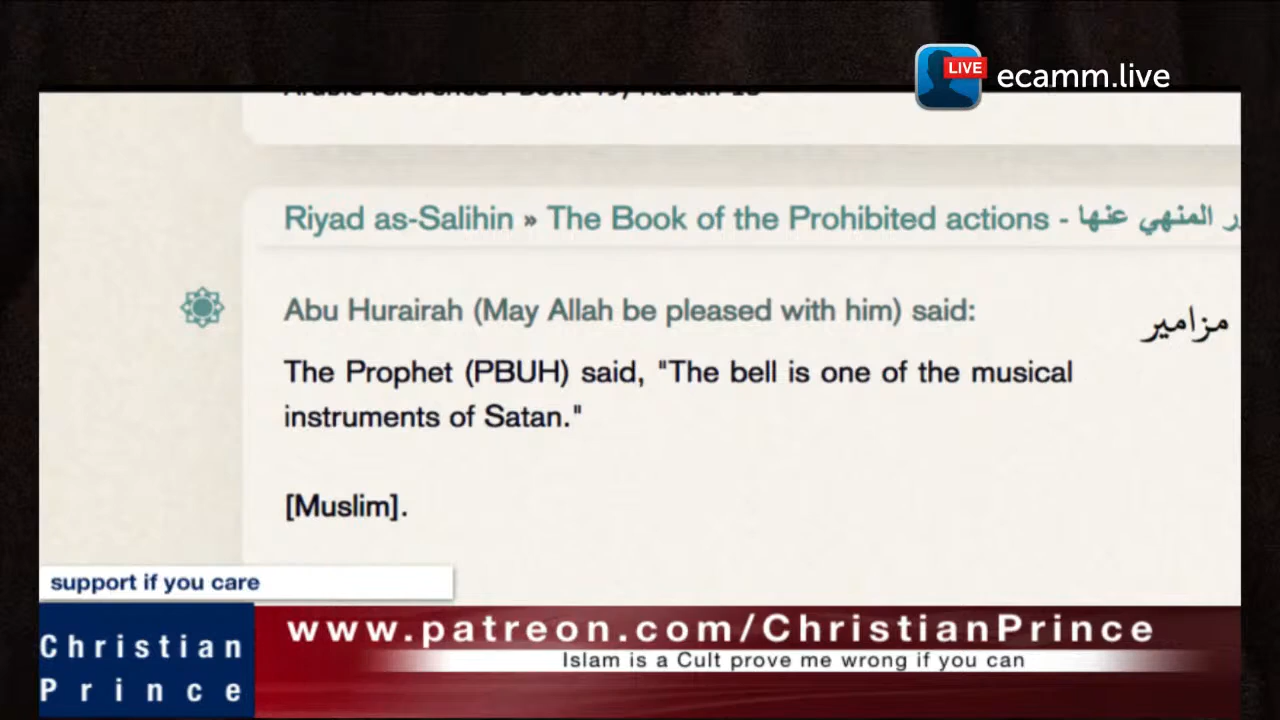 LIVE ecamm.live
Riyad as-Salihin » The Book of the Prohibited actions - ر المنهي عنها
Abu Hurairah (May Allah be pleased with him) said:
مزامير
The Prophet (PBUH) said, "The bell is one of the musical
instruments of Satan."
[Muslim].
support if you care
Christian
Prince
www.patreon.com/ChristianPrince
Islam is a Cult prove me wrong if you can